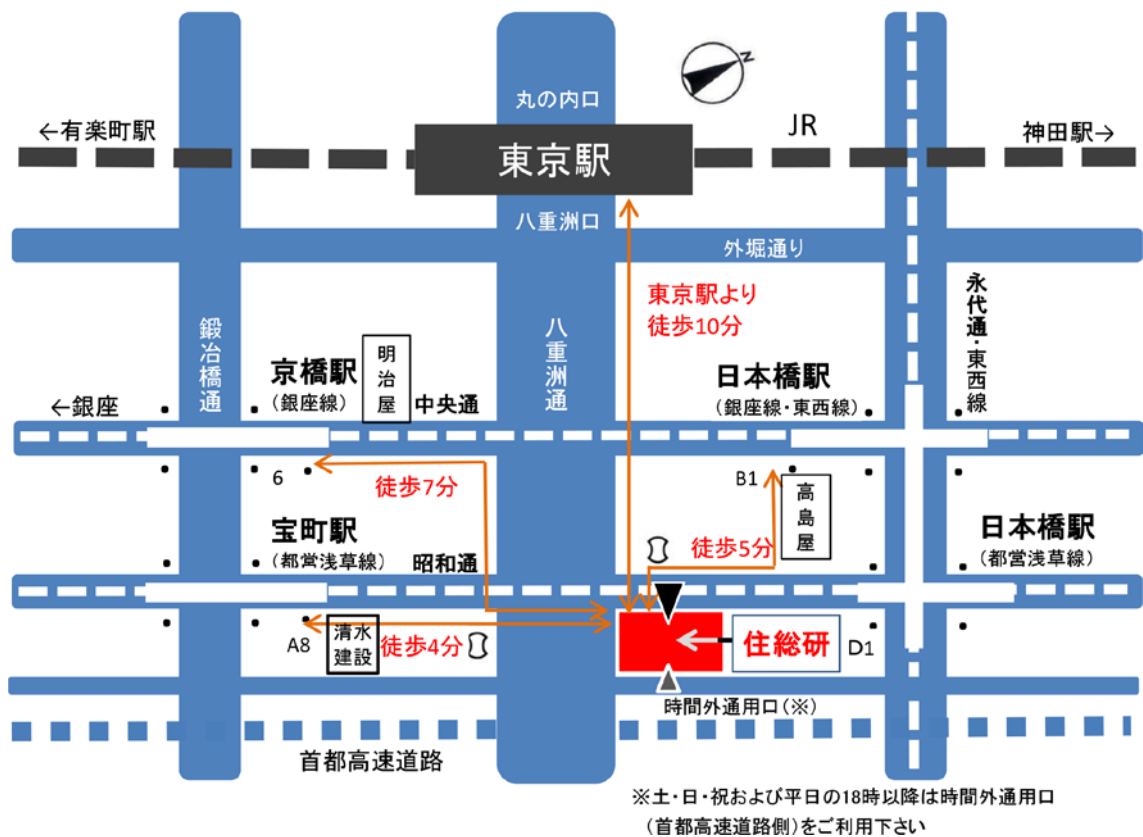 N
丸の内口
←有楽町駅
JR
神田駅→
東京駅
八重洲口
外堀通り
東京駅より
徒歩10分
永代通・東西線
鍛冶橋通
八重洲通
京橋駅
(銀座線)
明治屋
中央通
←銀座
日本橋駅
(銀座線・東西線)
6
徒歩7分
B1
高島屋
宝町駅
(都営浅草線)
昭和通
徒歩5分
日本橋駅
(都営浅草線)
A8
清水
建設
徒歩4分
住総研
D1
時間外通用口(※)
首都高速道路
※土・日・祝および平日の18時以降は時間外通用口
(首都高速道路側)をご利用下さい